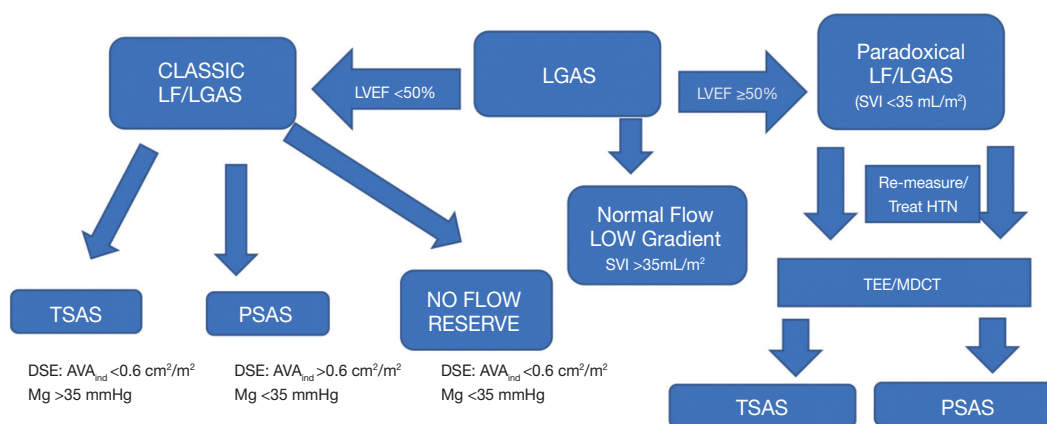 CLASSIC
LF/LGAS
LVEF <50%
LGAS
LVEF ≥50%
Paradoxical
LF/LGAS
(SVI <35 mL/m²)
Re-measure/
Treat HTN
Normal Flow
LOW Gradient
SVI >35mL/m²
TEE/MDCT
TSAS
PSAS
NO FLOW
RESERVE
DSE: AVAind <0.6 cm²/m²
Mg >35 mmHg
DSE: AVAind >0.6 cm²/m²
Mg <35 mmHg
DSE: AVAind <0.6 cm²/m²
Mg <35 mmHg
TSAS
PSAS